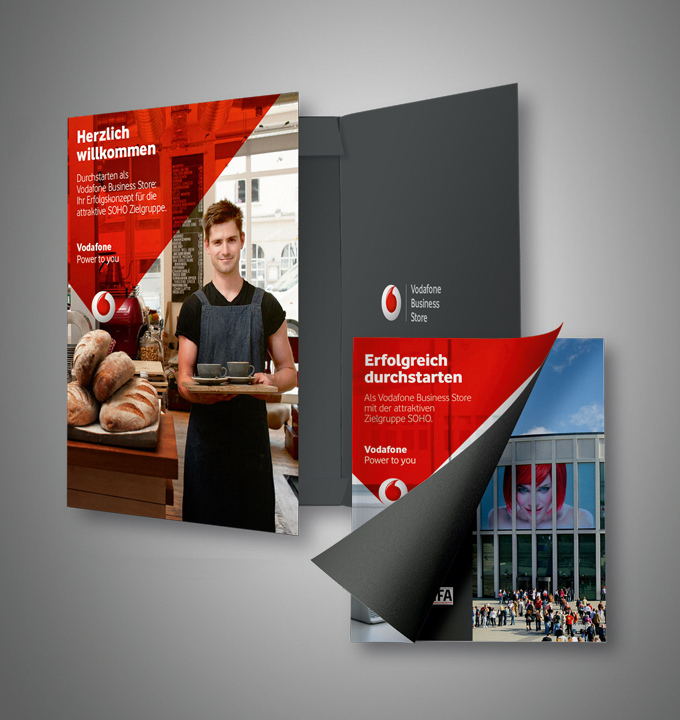 Herzlich
willkommen
Durchstarten als
Vodafone Business Store:
Ihr Erfolgskonzept für die
attraktive SOHO Zielgruppe.
Vodafone
Power to you
Vodafone
Business
Store
Erfolgreich
durchstarten
Als Vodafone Business Store
mit der attraktiven
Zielgruppe SOHO.
Vodafone
Power to you
FA